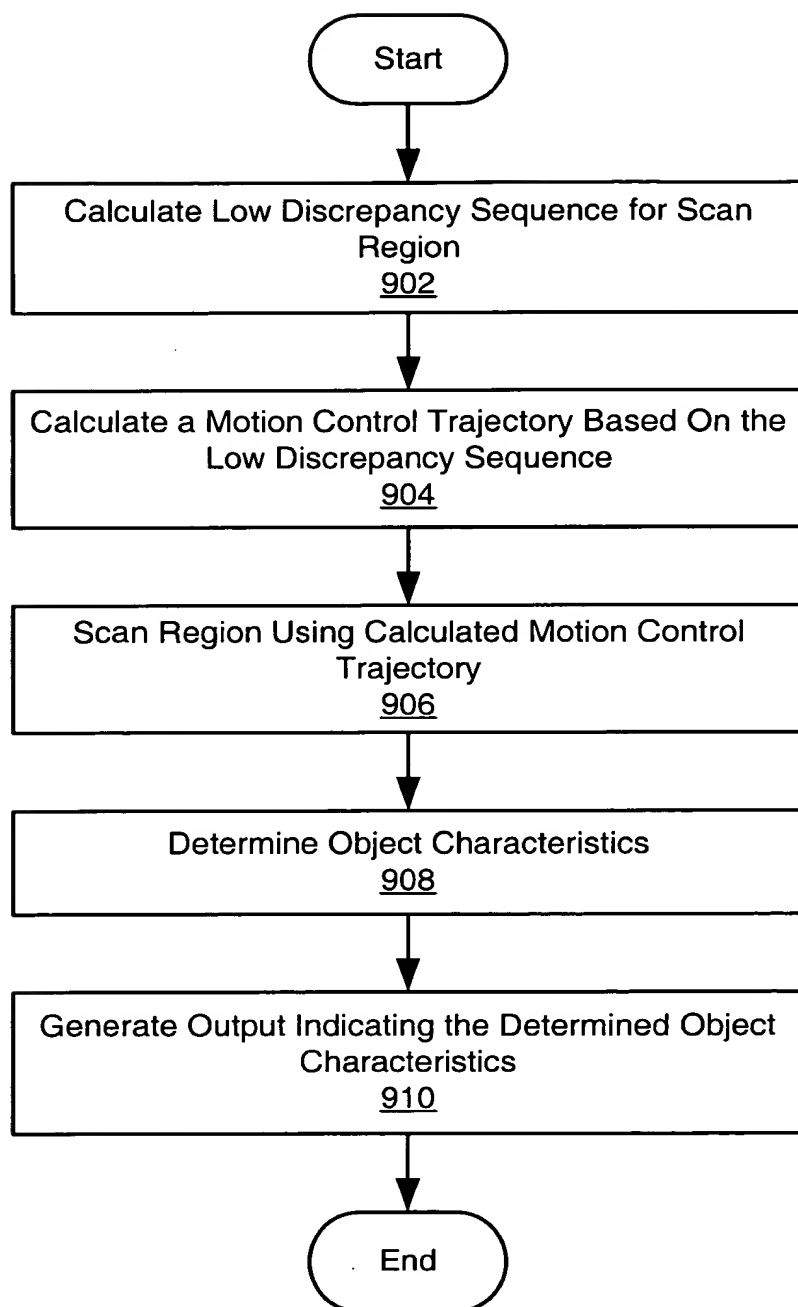 Start
Calculate Low Discrepancy Sequence for Scan
Region
902
Calculate a Motion Control Trajectory Based On the
Low Discrepancy Sequence
904
Scan Region Using Calculated Motion Control
Trajectory
906
Determine Object Characteristics
908
Generate Output Indicating the Determined Object
Characteristics
910
End